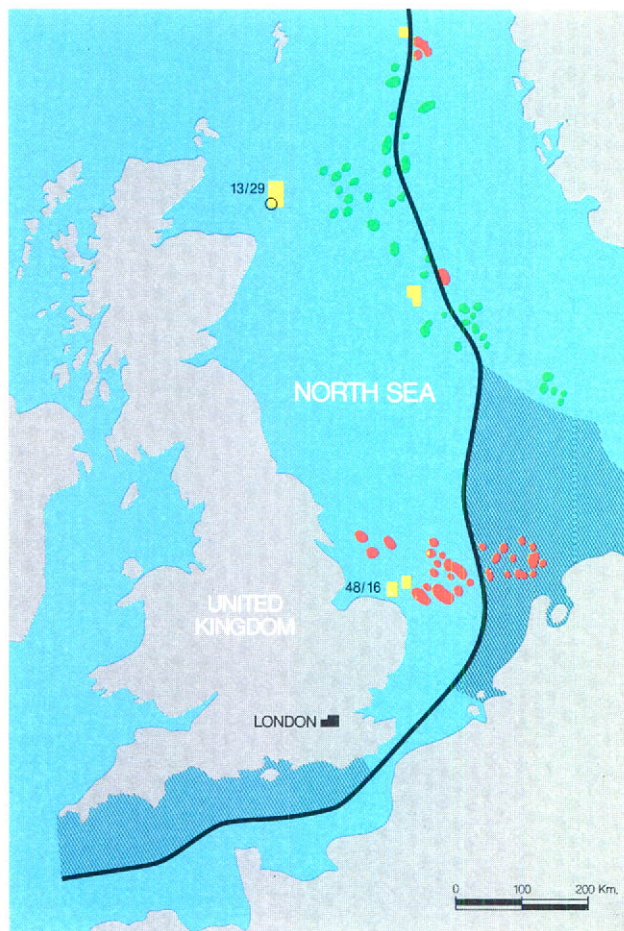 13/29
NORTH SEA
48/16
UNITED
KINGDOM
LONDON
0 100 200 Km.